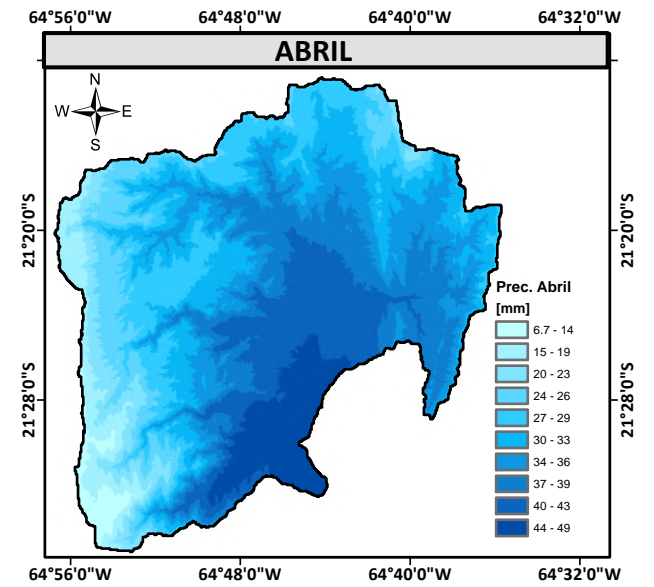 64°56'0"W 64°48'0"W 64°40'0"W 64°32'0"W
ABRIL
N
W E
S
21°20'0"S 21°20'0"S
Prec. Abril
[mm]
6.7 - 14
15 - 19
20 - 23
24 - 26
27 - 29
30 - 33
34 - 36
37 - 39
40 - 43
44 - 49
21°28'0"S 21°28'0"S
64°56'0"W 64°48'0"W 64°40'0"W 64°32'0"W